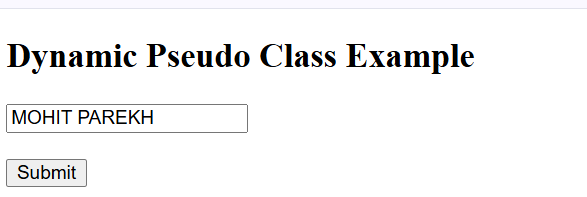 Dynamic Pseudo Class Example
MOHIT PAREKH
Submit